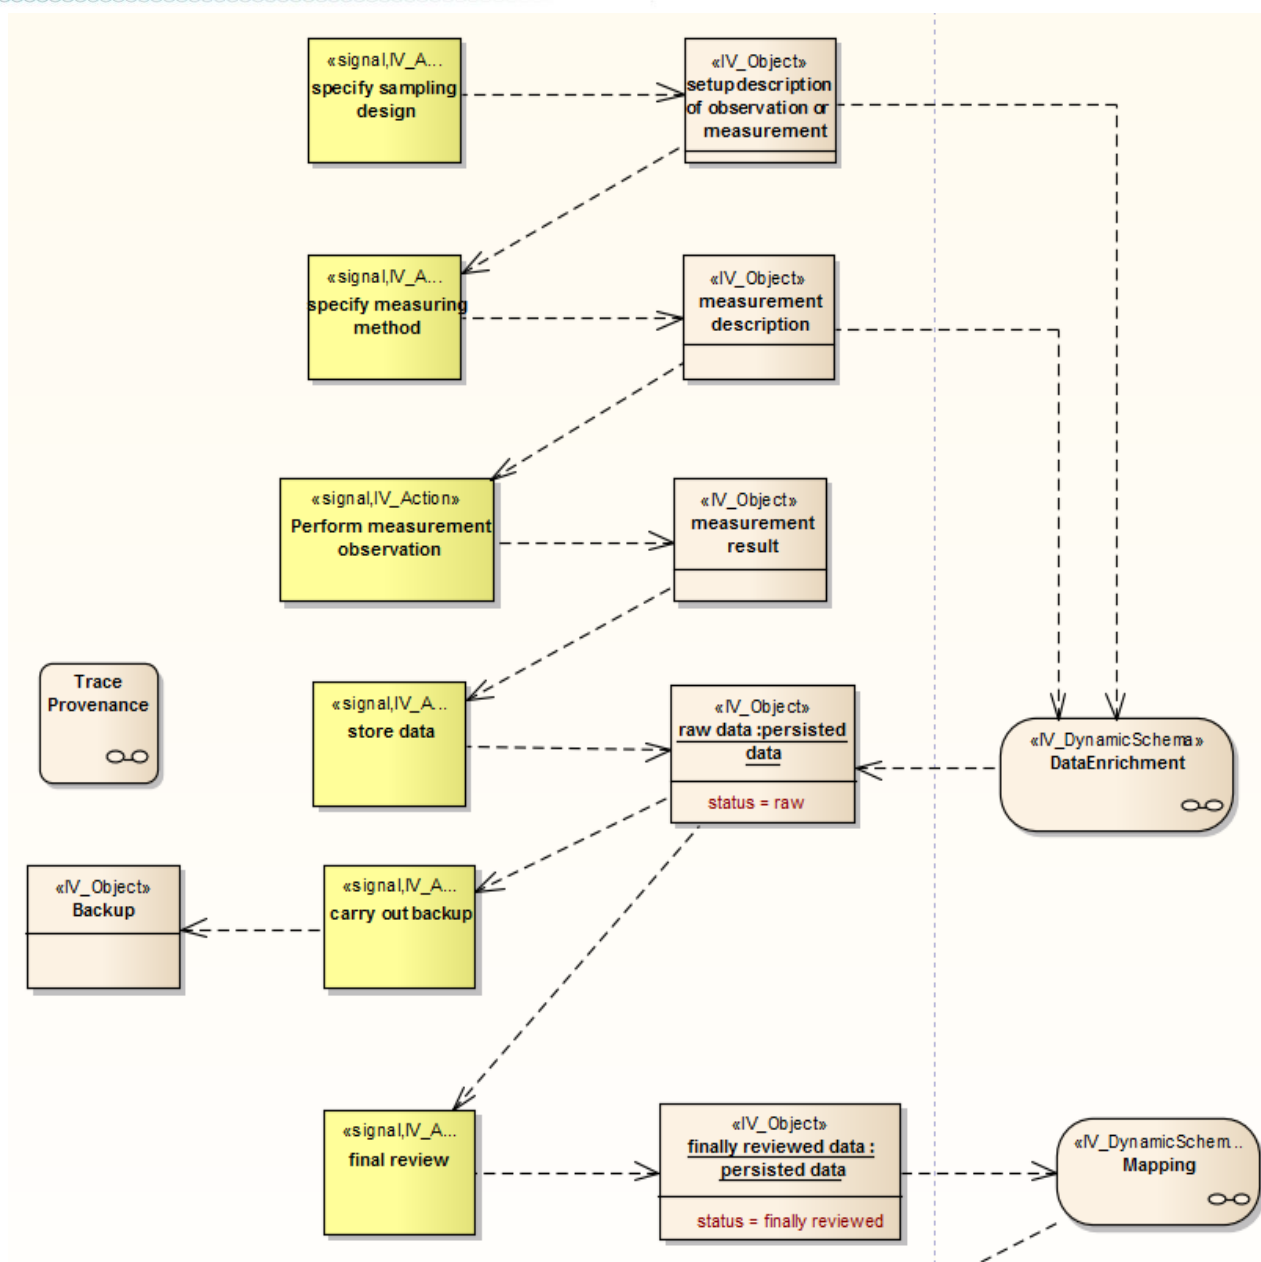 «signal,IV_A...
specify sampling
design
«IV_Object»
setup description
of observation or
measurement
«signal,IV_A...
specify measuring
method
«IV_Object»
measurement
description
«signal,IV_Action»
Perform measurement
observation
«IV_Object»
measurement
result
Trace
Provenance
«signal,IV_A...
store data
«IV_Object»
raw data :persisted
data
status = raw
«IV_DynamicSchema»
DataEnrichment
«IV_Object»
Backup
«signal,IV_A...
carry out backup
«signal,IV_A...
final review
«IV_Object»
finally reviewed data :
persisted data
status = finally reviewed
«IV_DynamicSchem...
Mapping